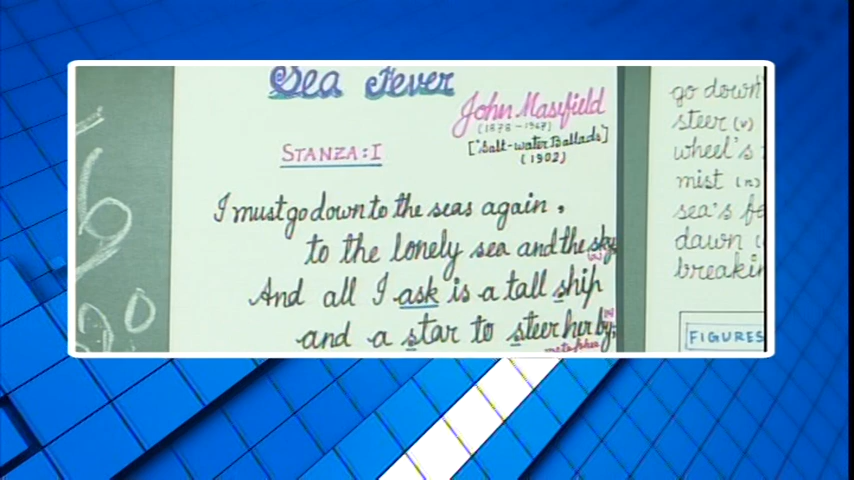 Sea Fever
John Masefield
(1878-1967)
["Salt-water Ballads]
(1902)
STANZA: I
I must go down to the seas again,
to the lonely sea and the sky,
And all I ask is a tall ship
and a star to steer her by;
go down
steer (v)
wheel's
mist (n)
sea's
dawn
breakin
FIGURES